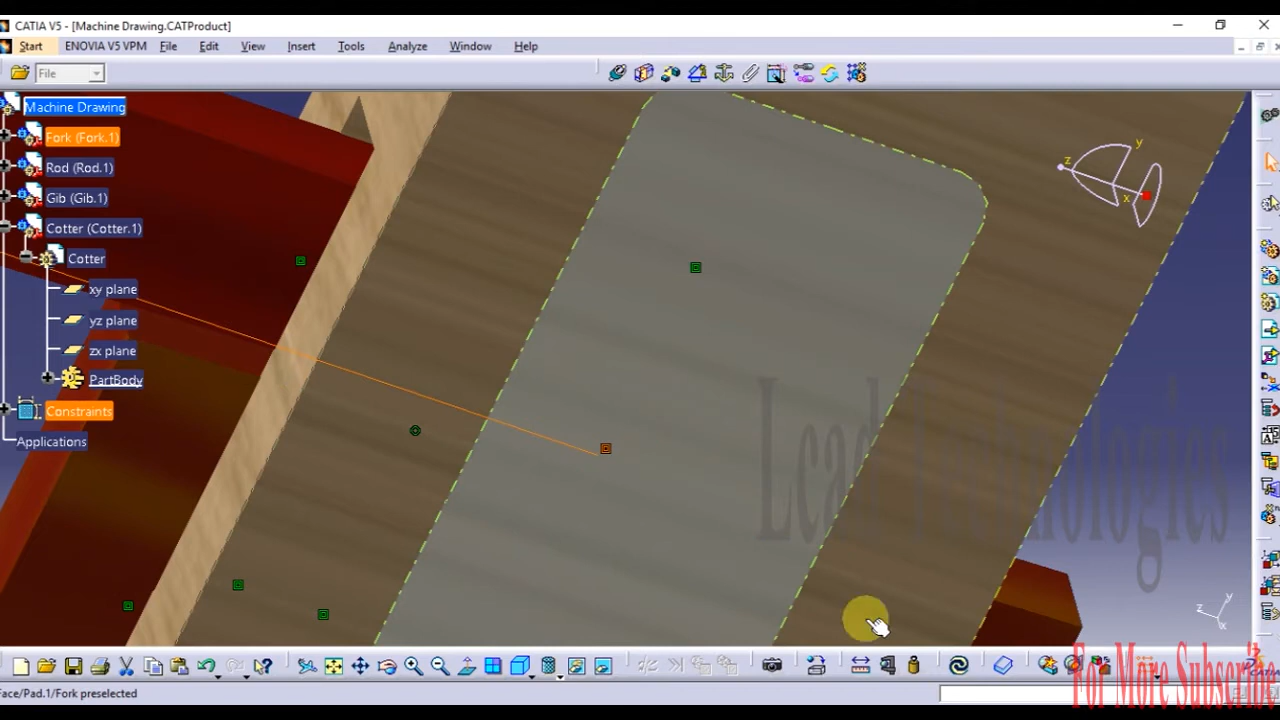 CATIA V5 - [Machine Drawing.CATProduct]
Start ENOVIA V5 VPM File Edit View Insert Tools Analyze Window Help
File
Machine Drawing
Fork (Fork.1)
Rod (Rod.1)
Gib (Gib.1)
Cotter (Cotter.1)
Cotter
xy plane
yz plane
zx plane
PartBody
Constraints
Applications
z
y
x
Lead Technologies
y
z
x
For More Subscribe
CATIA
Face/Pad.1/Fork preselected